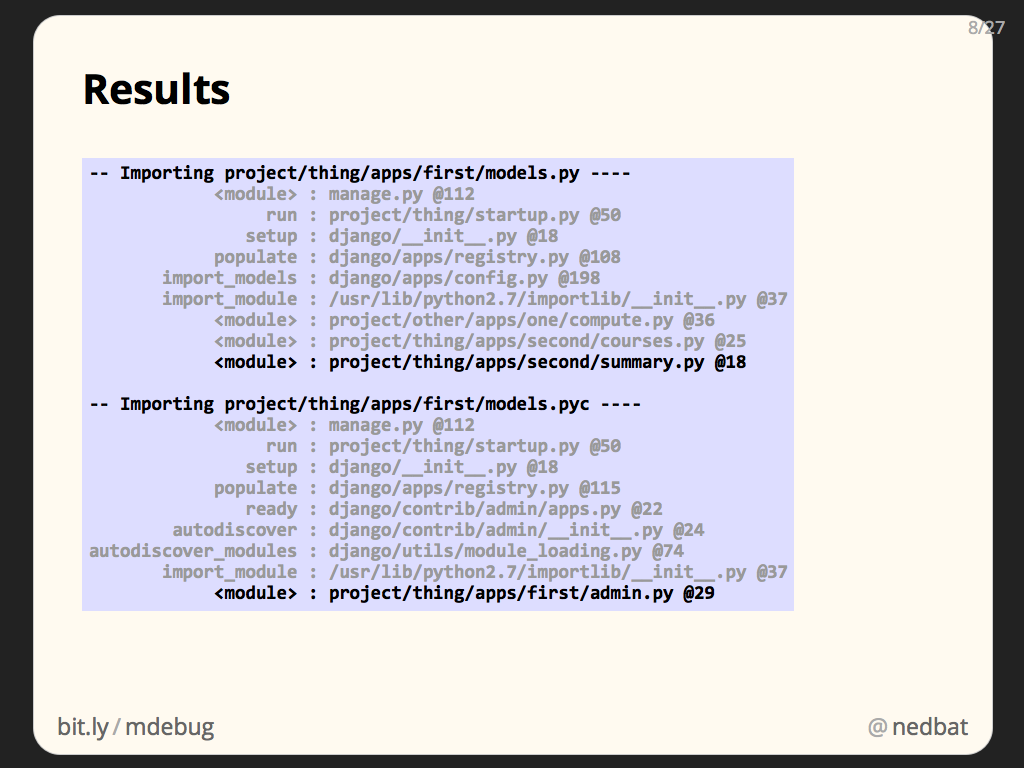 8/27
Results
-- Importing project/thing/apps/first/models.py ----
<module> : manage.py @112
run : project/thing/startup.py @50
setup : django/__init__.py @18
populate : django/apps/registry.py @108
import_models : django/apps/config.py @198
import_module : /usr/lib/python2.7/importlib/__init__.py @37
<module> : project/other/apps/one/compute.py @36
<module> : project/thing/apps/second/courses.py @25
<module> : project/thing/apps/second/summary.py @18
-- Importing project/thing/apps/first/models.pyc ----
<module> : manage.py @112
run : project/thing/startup.py @50
setup : django/__init__.py @18
populate : django/apps/registry.py @115
ready : django/contrib/admin/apps.py @22
autodiscover : django/contrib/admin/__init__.py @24
autodiscover_modules : django/utils/module_loading.py @74
import_module : /usr/lib/python2.7/importlib/__init__.py @37
<module> : project/thing/apps/first/admin.py @29
bit.ly/mdebug
@nedbat